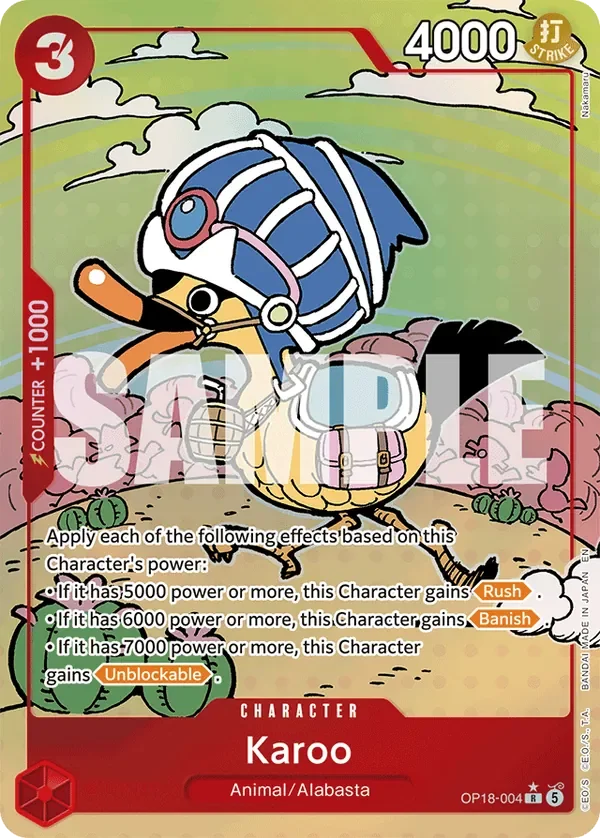 3
4000
打
STRIKE
Nakamaru
COUNTER +1000
SAMPLE
Apply each of the following effects based on this
Character's power:
• If it has 5000 power or more, this Character gains Rush .
• If it has 6000 power or more, this Character gains Banish .
• If it has 7000 power or more, this Character
gains Unblockable .
©E.O/S ©E.O./S., T.A. BANDAI MADE IN JAPAN EN
CHARACTER
Karoo
Animal/Alabasta
OP18-004 R 5